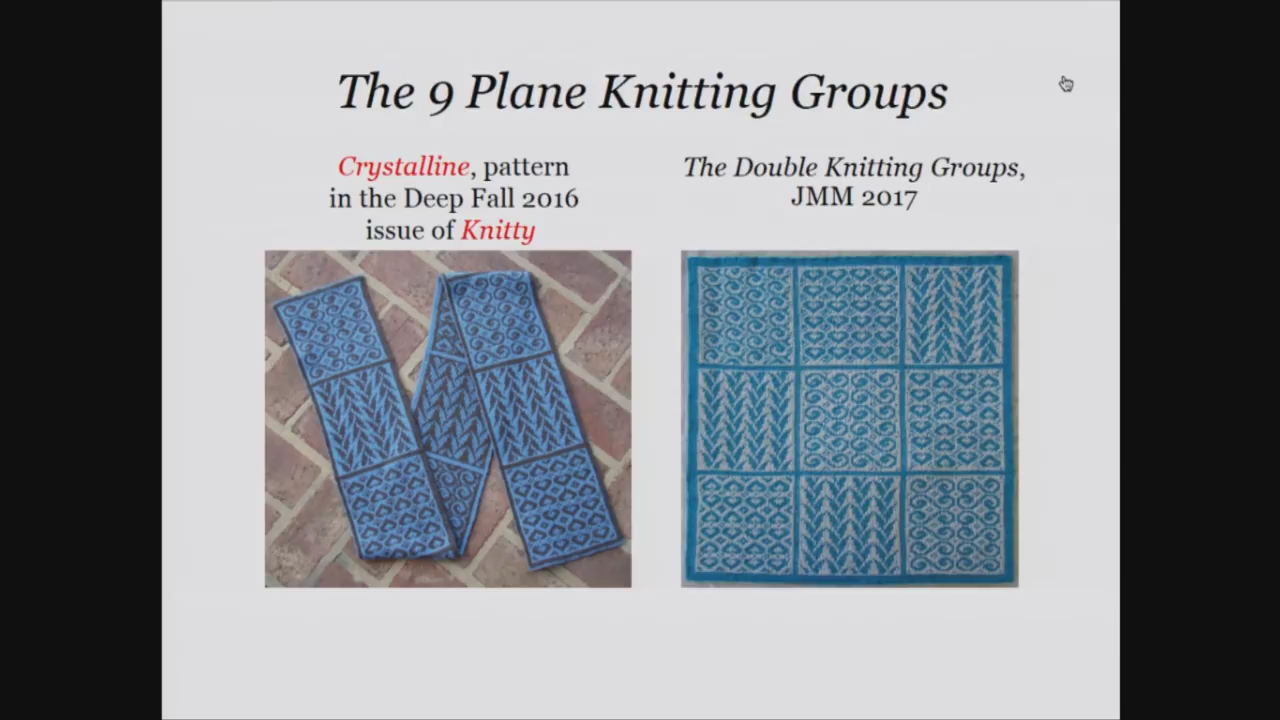 The 9 Plane Knitting Groups
Crystalline, pattern
in the Deep Fall 2016
issue of Knitty
The Double Knitting Groups,
JMM 2017